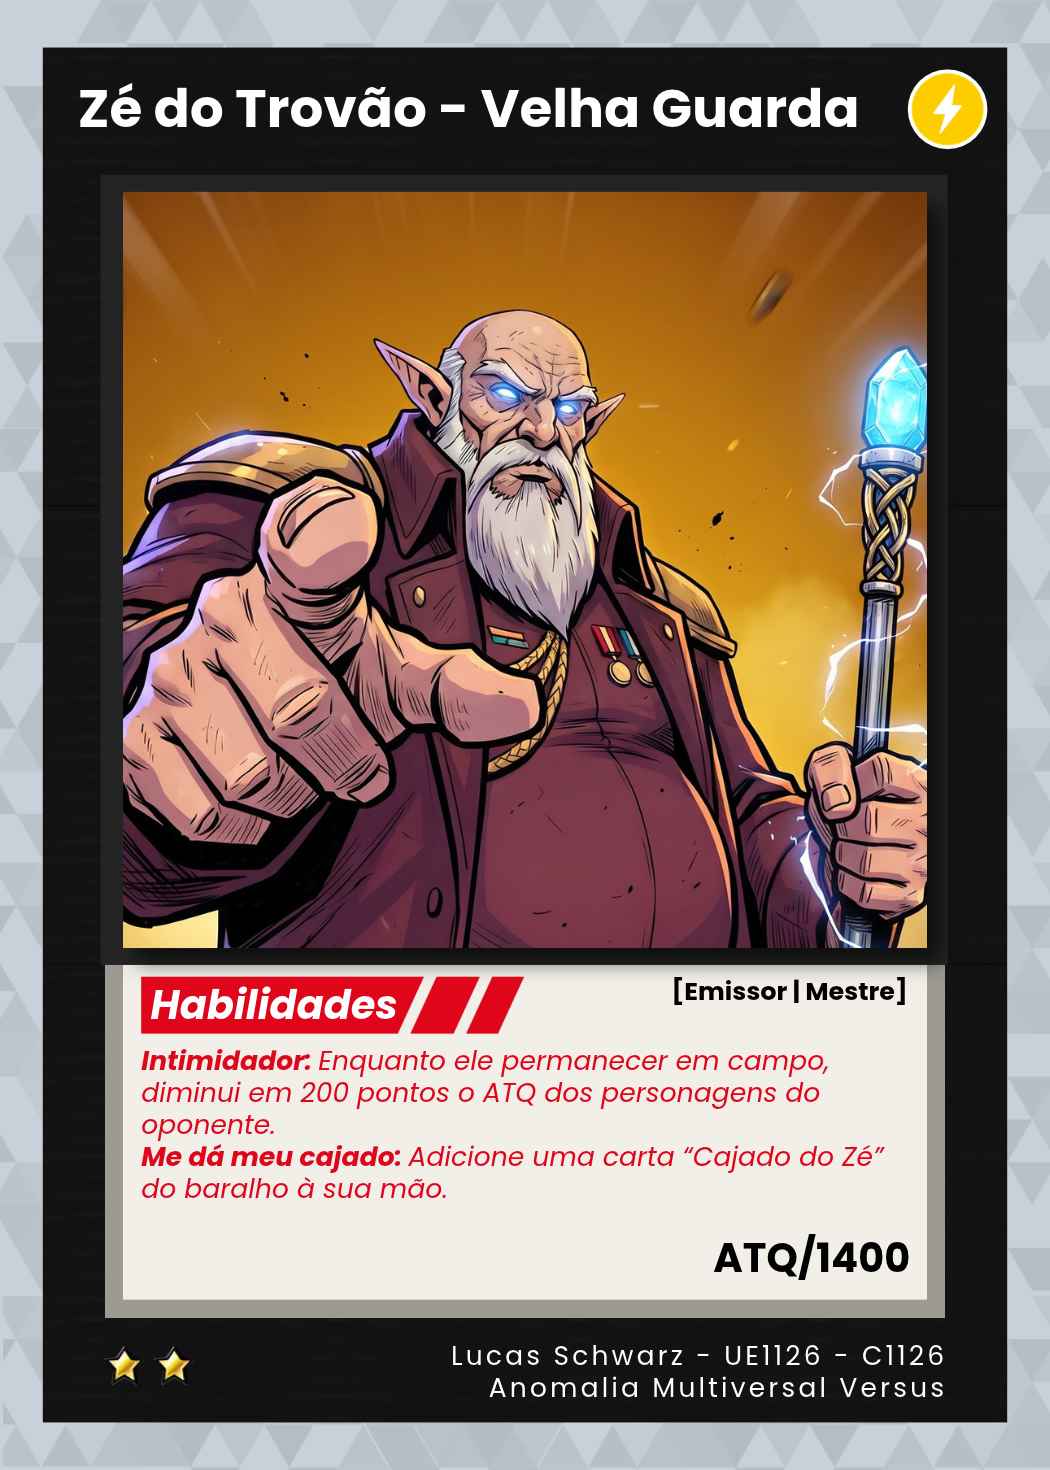 Zé do Trovão - Velha Guarda
Habilidades
[Emissor | Mestre]
Intimidador: Enquanto ele permanecer em campo,
diminui em 200 pontos o ATQ dos personagens do
oponente.
Me dá meu cajado: Adicione uma carta “Cajado do Zé”
do baralho à sua mão.
ATQ/1400
Lucas Schwarz - UE1126 - C1126
Anomalia Multiversal Versus